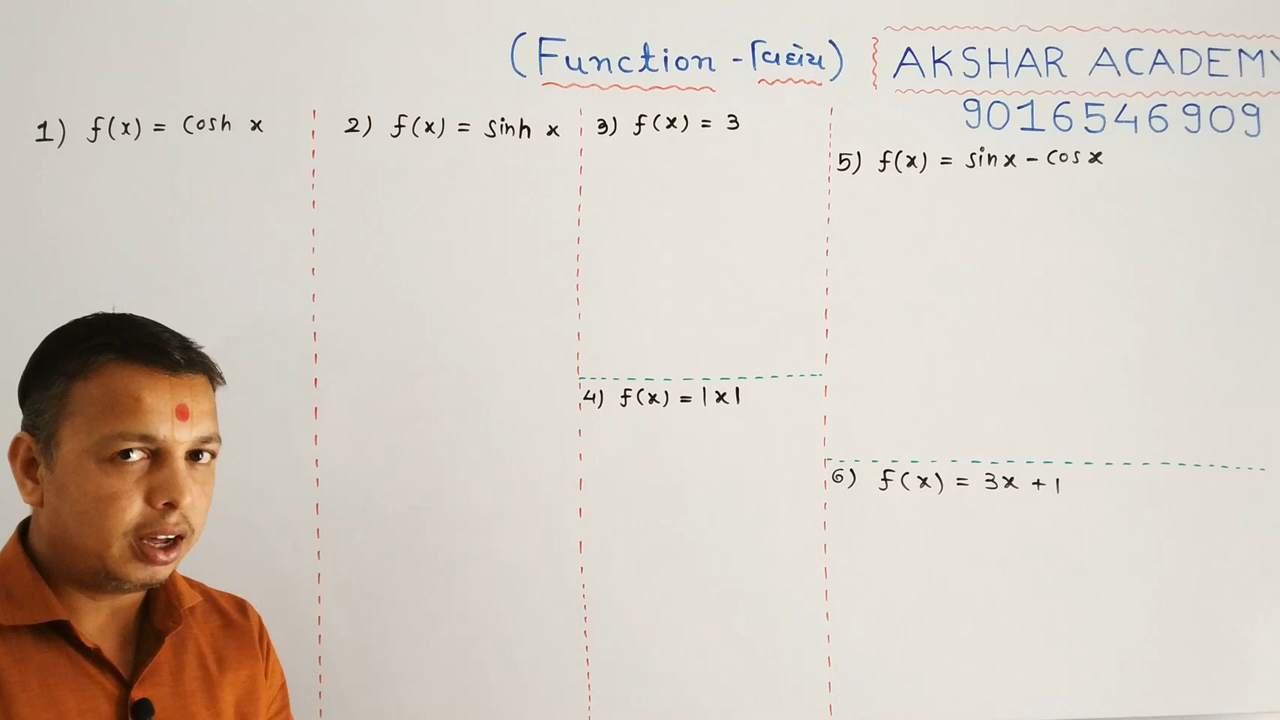 (Function - વિધેય)
AKSHAR ACADEMY
9016546909
1) f(x) = Cosh x
2) f(x) = Sinh x
3) f(x) = 3
4) f(x) = |x|
5) f(x) = Sin x - Cos x
6) f(x) = 3x + 1